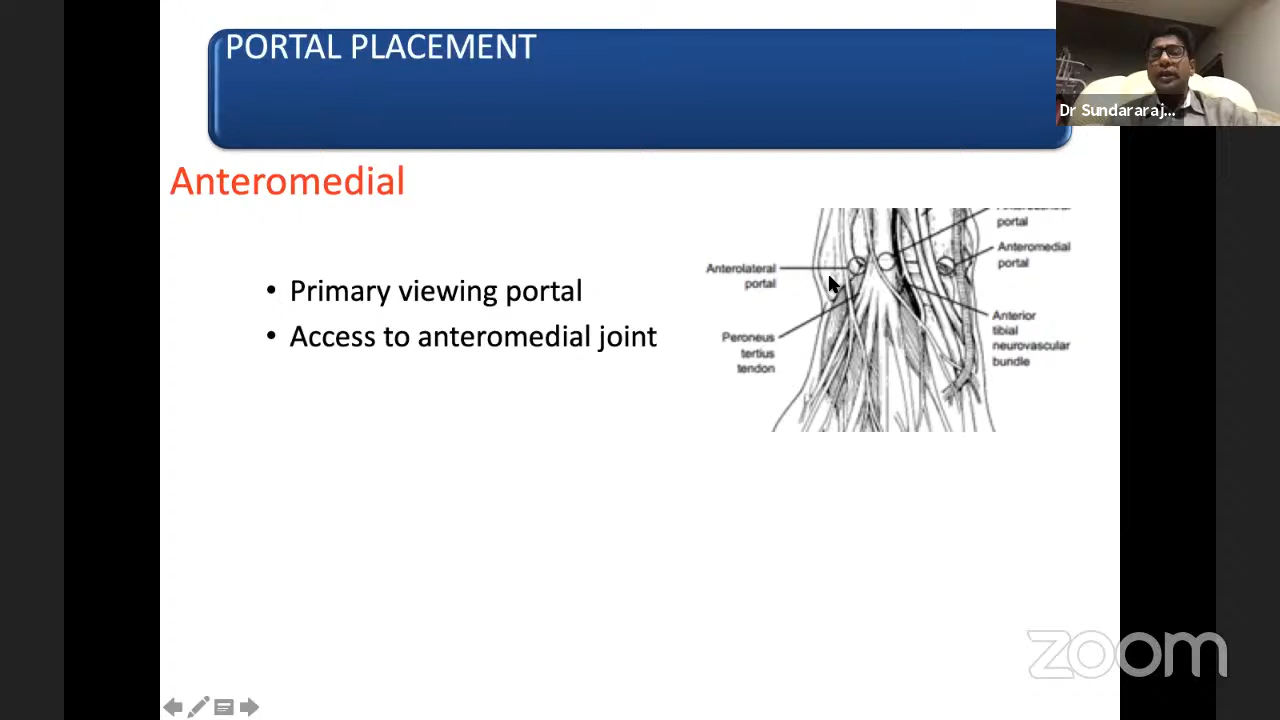 PORTAL PLACEMENT
Dr Sundararaj...
Anteromedial
• Primary viewing portal
• Access to anteromedial joint
portal
Anteromedial
portal
Anterolateral
portal
Anterior
tibial
neurovascular
bundle
Peroneus
tertius
tendon
zoom